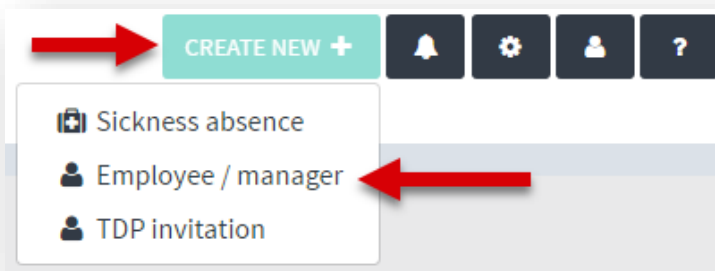 CREATE NEW +
?
Sickness absence
Employee / manager
TDP invitation